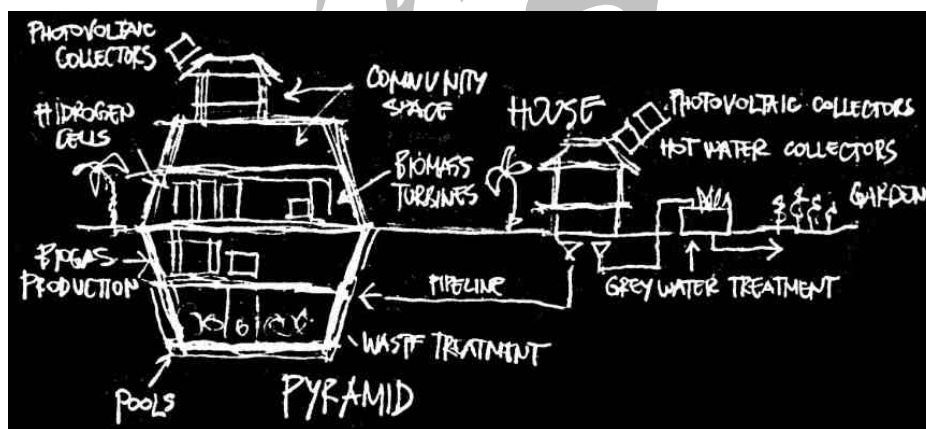 PHOTOVOLTAIC
COLLECTORS
COMMUNITY
SPACE
HOUSE
PHOTOVOLTAIC COLLECTORS
HOT WATER COLLECTORS
HIDROGEN
CELLS
BIOMASS
TURBINES
GARDEN
BIOGAS
PRODUCTION
PIPELINE
GREY WATER TREATMENT
WASTE TREATMENT
POOLS
PYRAMID